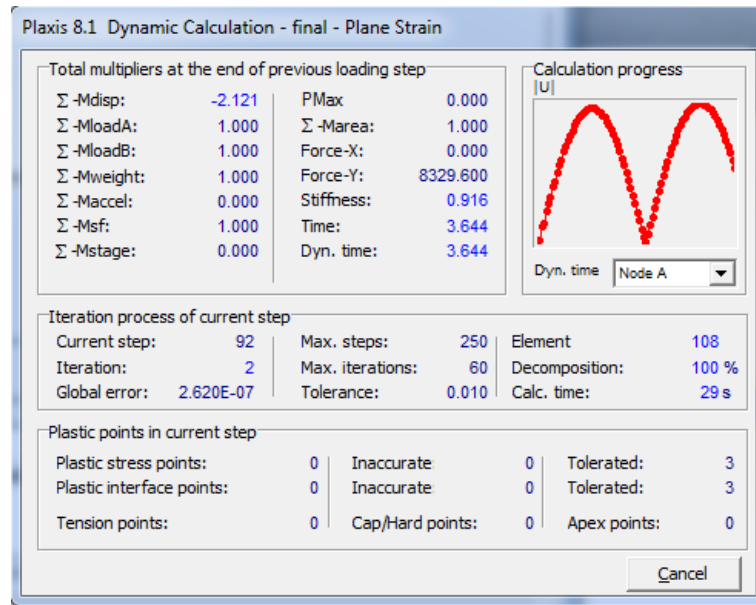 Plaxis 8.1 Dynamic Calculation - final - Plane Strain
Total multipliers at the end of previous loading step
Σ -Mdisp: -2.121 PMax 0.000
Σ -MloadA: 1.000 Σ -Marea: 1.000
Σ -MloadB: 1.000 Force-X: 0.000
Σ -Mweight: 1.000 Force-Y: 8329.600
Σ -Maccel: 0.000 Stiffness: 0.916
Σ -Msf: 1.000 Time: 3.644
Σ -Mstage: 0.000 Dyn. time: 3.644
Calculation progress
|U|
Dyn. time Node A
Iteration process of current step
Current step: 92 Max. steps: 250 Element 108
Iteration: 2 Max. iterations: 60 Decomposition: 100 %
Global error: 2.620E-07 Tolerance: 0.010 Calc. time: 29 s
Plastic points in current step
Plastic stress points: 0 Inaccurate 0 Tolerated: 3
Plastic interface points: 0 Inaccurate 0 Tolerated: 3
Tension points: 0 Cap/Hard points: 0 Apex points: 0
Cancel